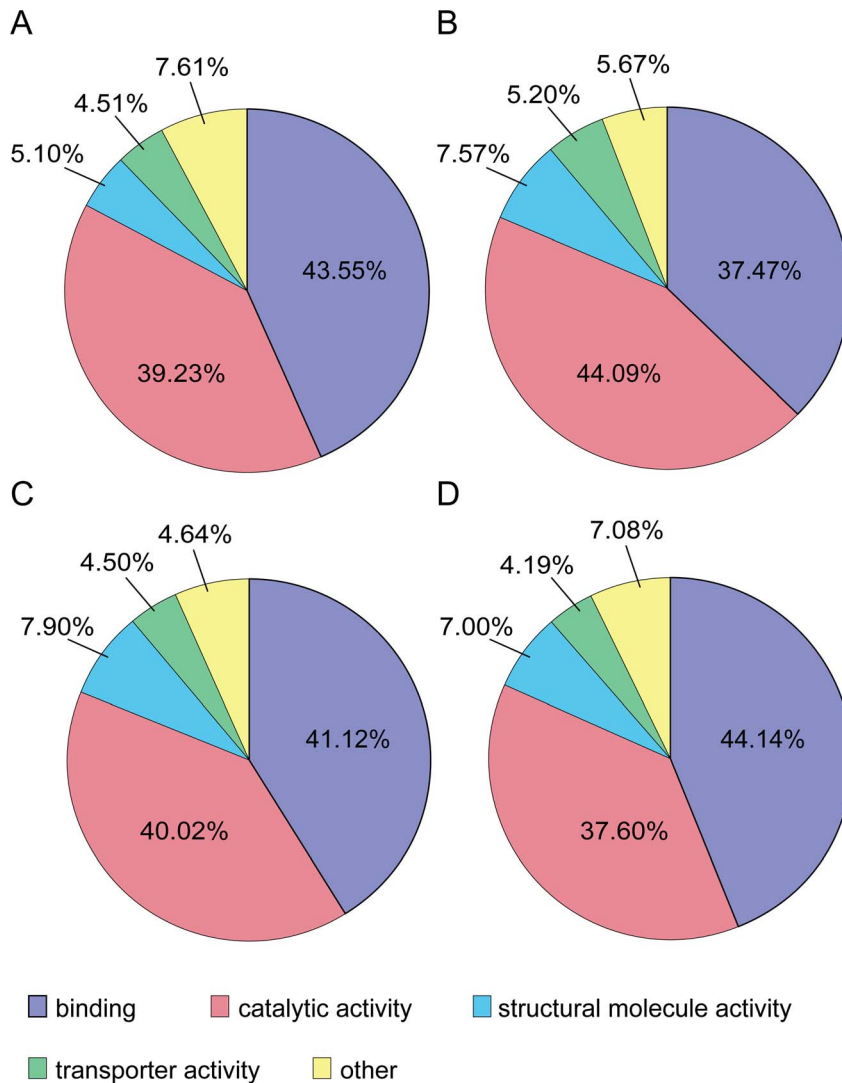 A
7.61%
4.51%
5.10%
43.55%
39.23%
B
5.67%
5.20%
7.57%
37.47%
44.09%
C
4.64%
4.50%
7.90%
41.12%
40.02%
D
7.08%
4.19%
7.00%
44.14%
37.60%
binding
catalytic activity
structural molecule activity
transporter activity
other